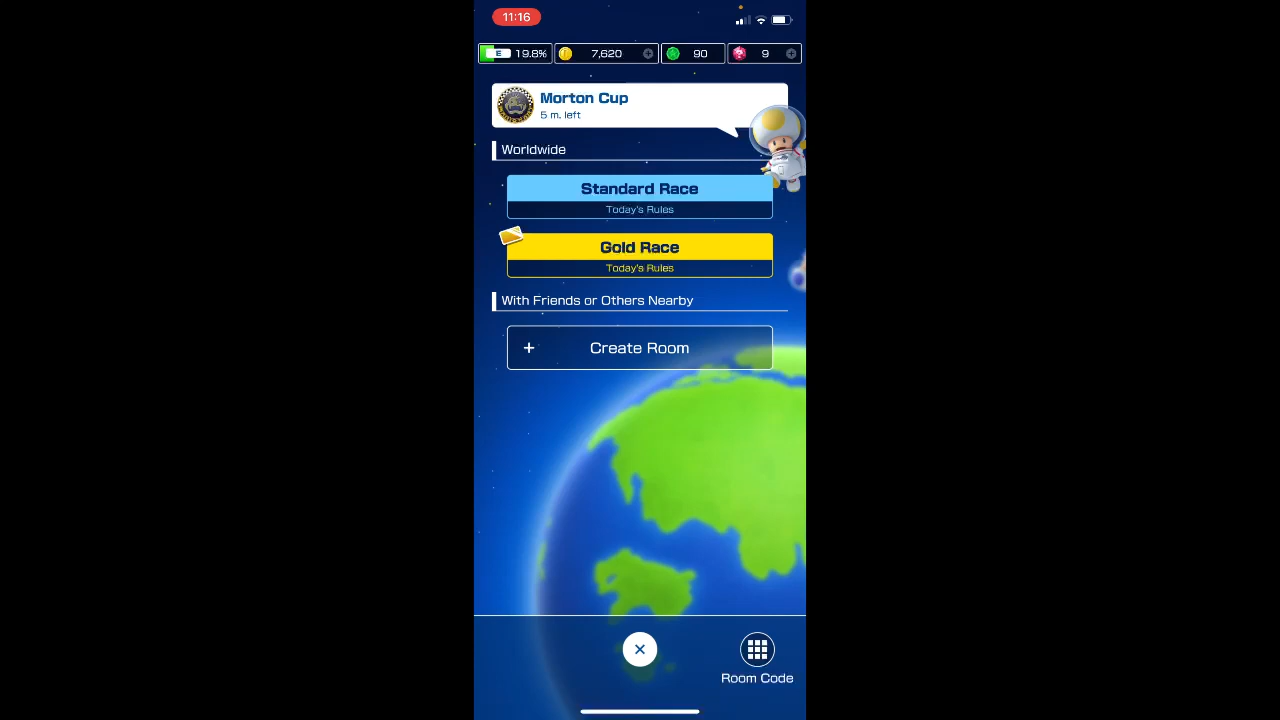 11:16
E 19.8% 7,620 90 9
Morton Cup
5 m. left
Worldwide
Standard Race
Today's Rules
Gold Race
Today's Rules
With Friends or Others Nearby
+ Create Room
Room Code